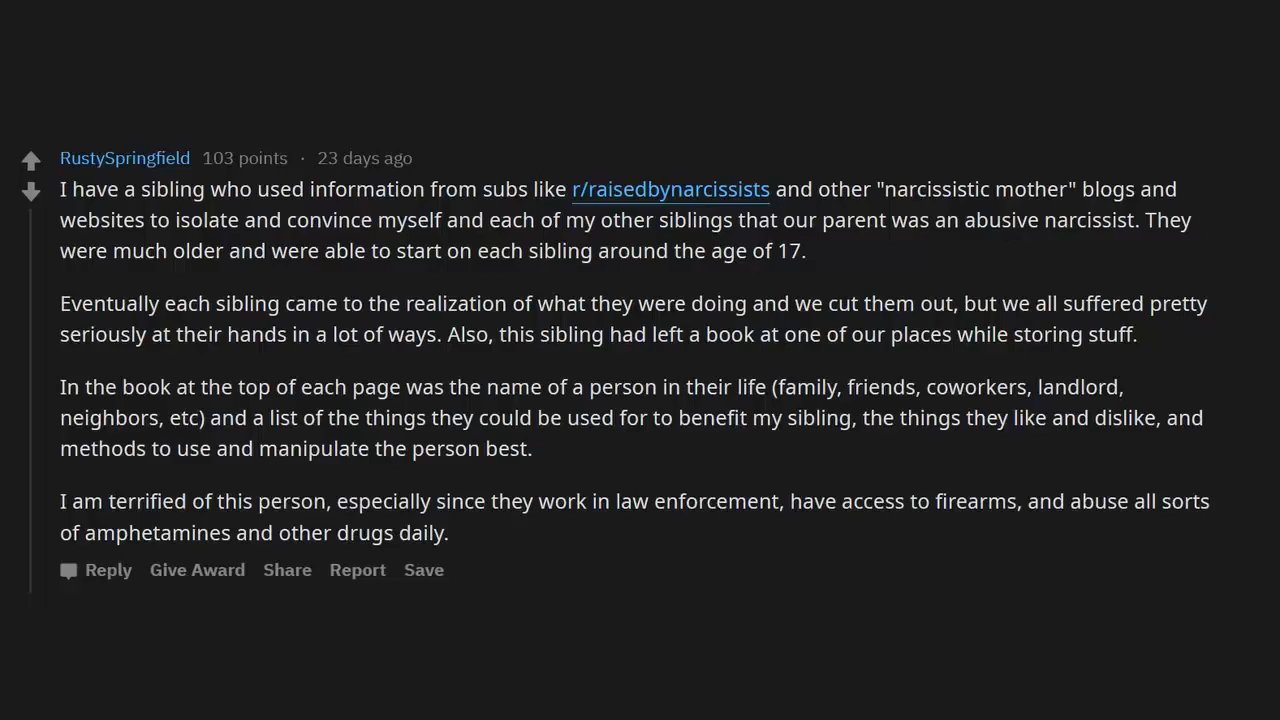 RustySpringfield 103 points · 23 days ago
I have a sibling who used information from subs like r/raisedbynarcissists and other "narcissistic mother" blogs and
websites to isolate and convince myself and each of my other siblings that our parent was an abusive narcissist. They
were much older and were able to start on each sibling around the age of 17.
Eventually each sibling came to the realization of what they were doing and we cut them out, but we all suffered pretty
seriously at their hands in a lot of ways. Also, this sibling had left a book at one of our places while storing stuff.
In the book at the top of each page was the name of a person in their life (family, friends, coworkers, landlord,
neighbors, etc) and a list of the things they could be used for to benefit my sibling, the things they like and dislike, and
methods to use and manipulate the person best.
I am terrified of this person, especially since they work in law enforcement, have access to firearms, and abuse all sorts
of amphetamines and other drugs daily.
Reply Give Award Share Report Save